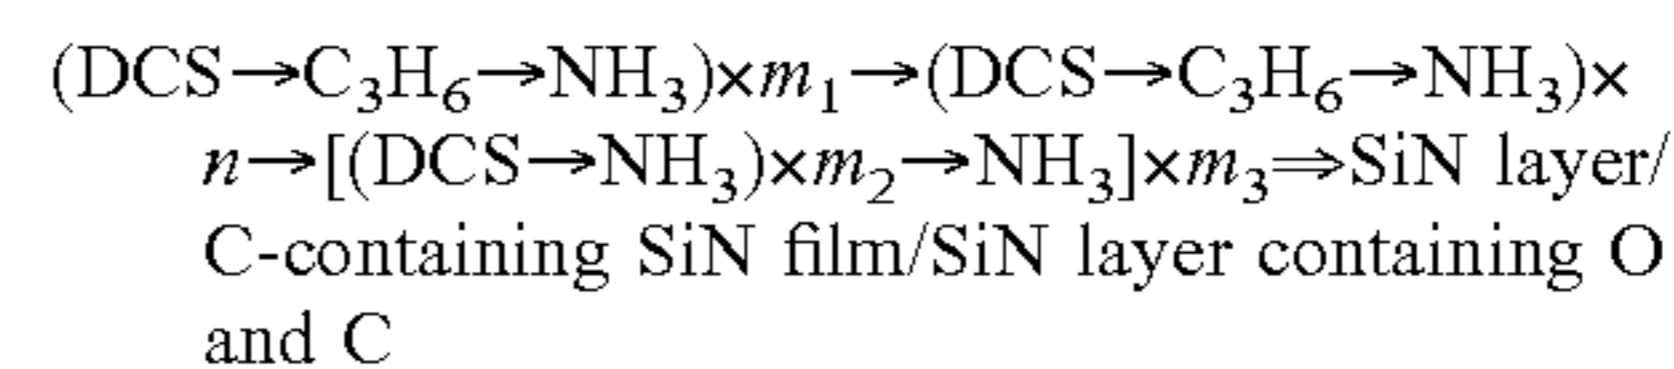 (DCS→C₃H₆→NH₃)×m₁→(DCS→C₃H₆→NH₃)×
n→[(DCS→NH₃)×m₂→NH₃]×m₃⇒SiN layer/
C-containing SiN film/SiN layer containing O
and C